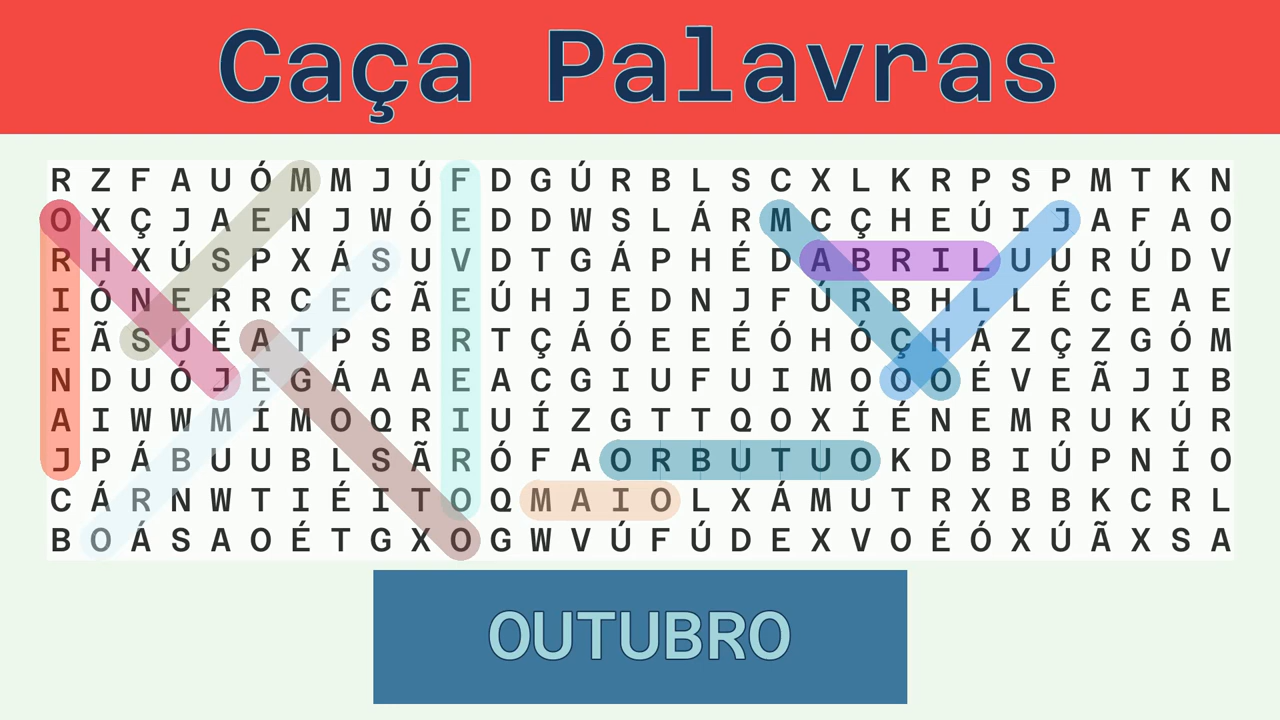 Caça Palavras
R Z F A U Ó M M J Ú F D G Ú R B L S C X L K R P S P M T K N
O X Ç J A E N J W Ó E D D W S L Á R M C Ç H E Ú I J A F A O
R H X Ú S P X Á S U V D T G Á P H É D A B R I L U U R Ú D V
I Ó N E R R C E C Ã E Ú H J E D N J F Ú R B H L L É C E A E
E Ã S U É A T P S B R T Ç Á Ó E E É Ó H Ó Ç H Á Z Ç Z G Ó M
N D U Ó J E G Á A A E A C G I U F U I M O O O É V E Ã J I B
A I W W M Í M O Q R I U Í Z G T T Q O X Í É N E M R U K Ú R
J P Á B U U B L S Ã R Ó F A O R B U T U O K D B I Ú P N Í O
C Á R N W T I É I T O Q M A I O L X Á M U T R X B B K C R L
B O Á S A O É T G X O G W V Ú F Ú D E X V O É Ó X Ú Ã X S A
OUTUBRO